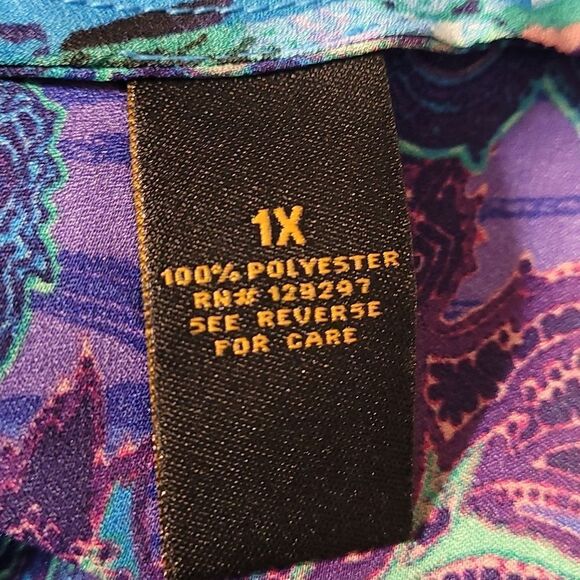 1X
100% POLYESTER
RN# 129297
SEE REVERSE
FOR CARE